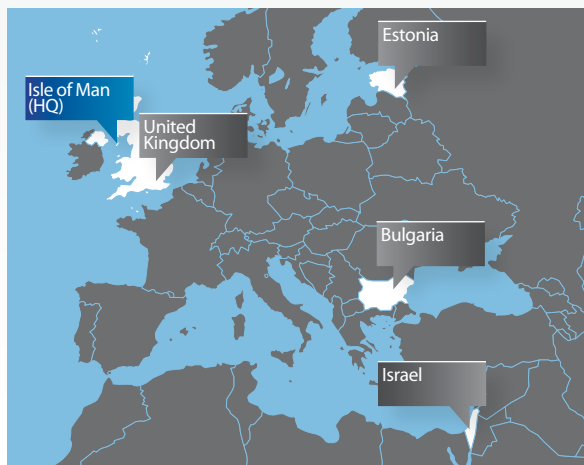 Estonia
Isle of Man
(HQ)
United
Kingdom
Bulgaria
Israel